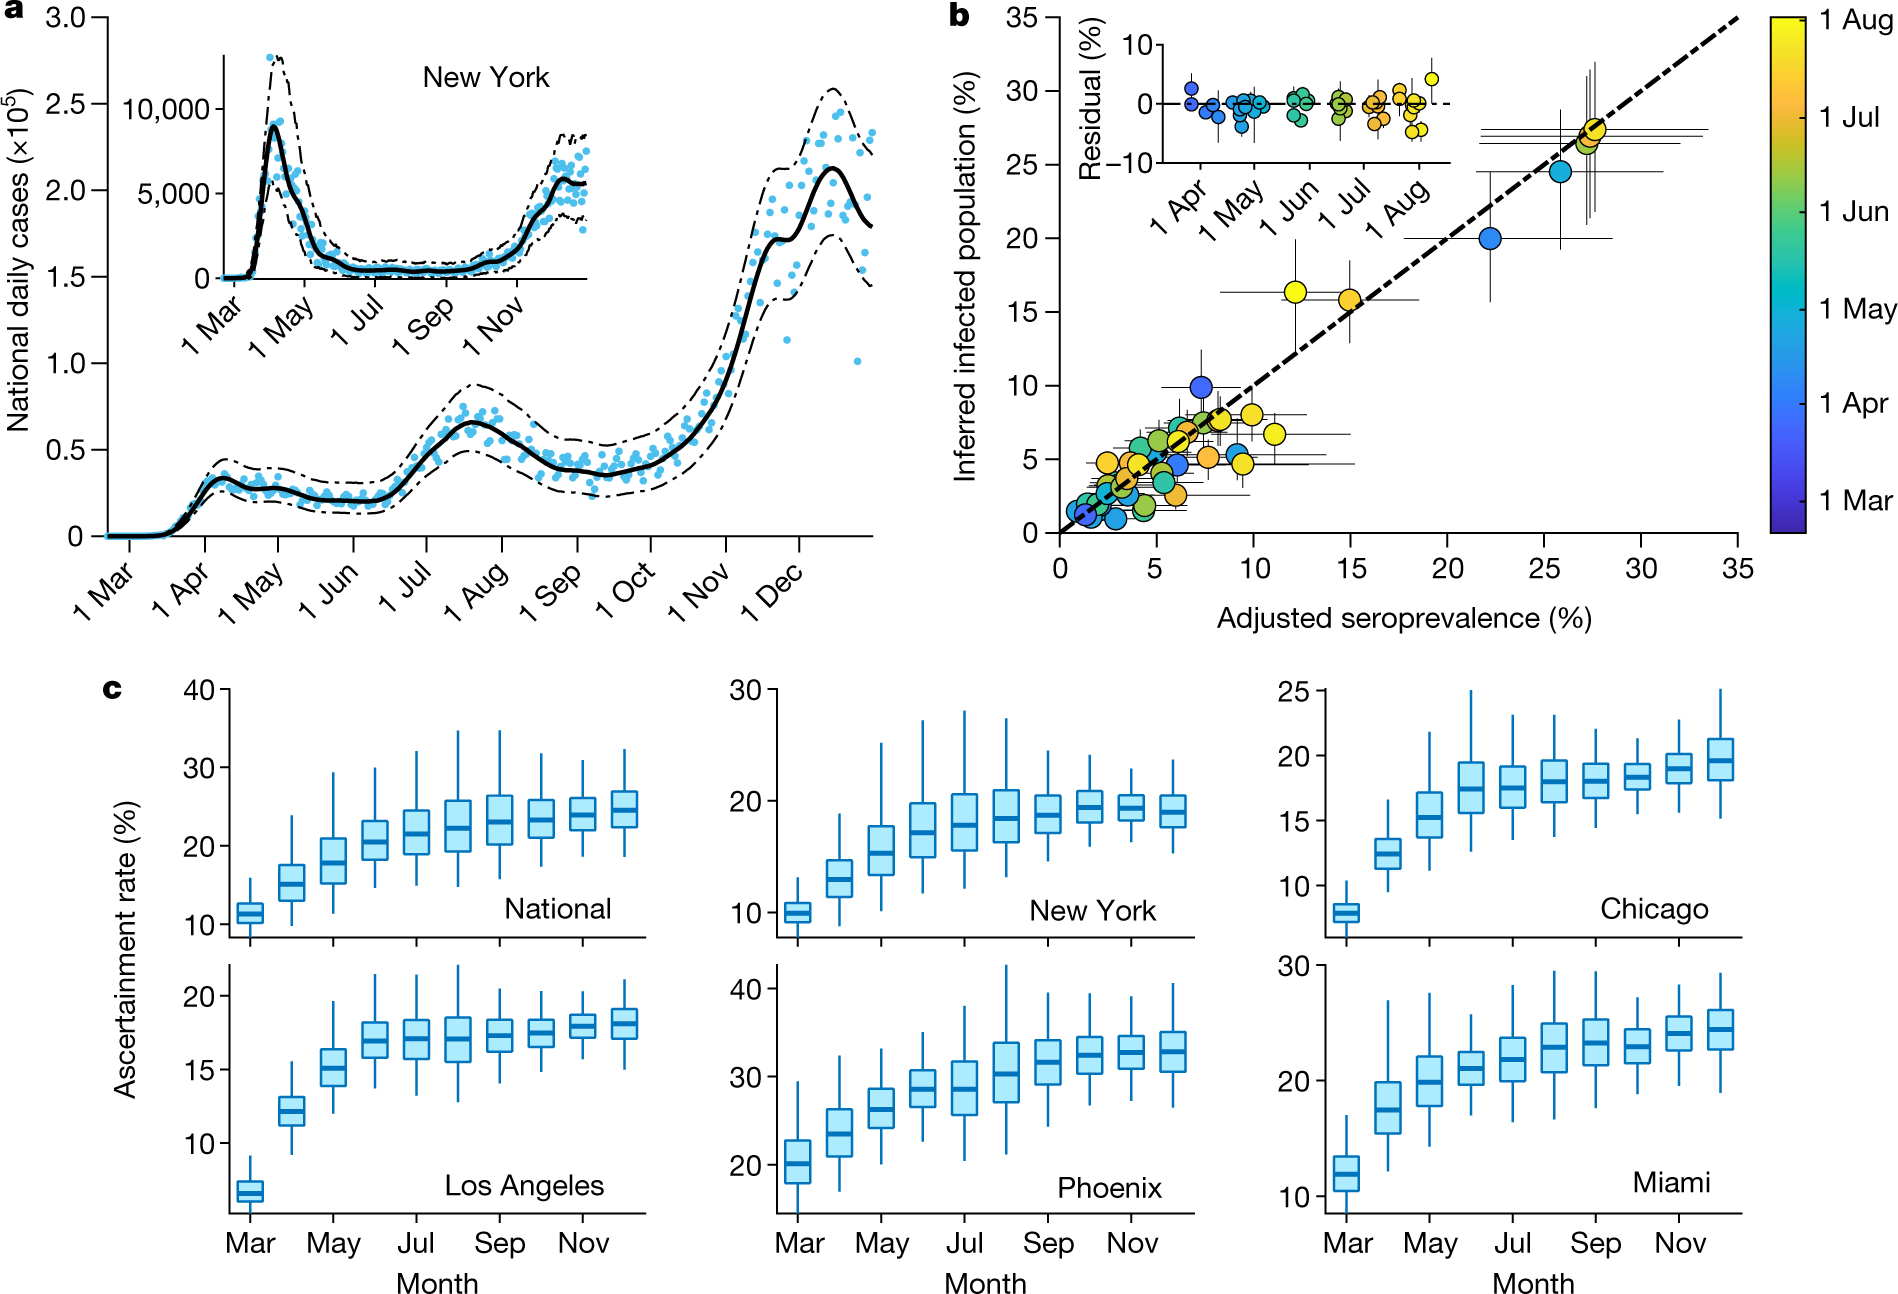 a
National daily cases (×10⁵)
3.0
2.5
2.0
1.5
1.0
0.5
0
1 Mar
1 Apr
1 May
1 Jun
1 Jul
1 Aug
1 Sep
1 Oct
1 Nov
1 Dec
New York
10,000
5,000
0
1 Mar
1 May
1 Jul
1 Sep
1 Nov
b
Inferred infected population (%)
35
30
25
20
15
10
5
0
0
5
10
15
20
25
30
35
Adjusted seroprevalence (%)
Residual (%)
10
0
−10
1 Apr
1 May
1 Jun
1 Jul
1 Aug
1 Aug
1 Jul
1 Jun
1 May
1 Apr
1 Mar
c
Ascertainment rate (%)
40
30
20
10
National
30
20
10
New York
25
20
15
10
Chicago
20
15
10
Los Angeles
Mar
May
Jul
Sep
Nov
Month
40
30
20
Phoenix
Mar
May
Jul
Sep
Nov
Month
30
20
10
Miami
Mar
May
Jul
Sep
Nov
Month